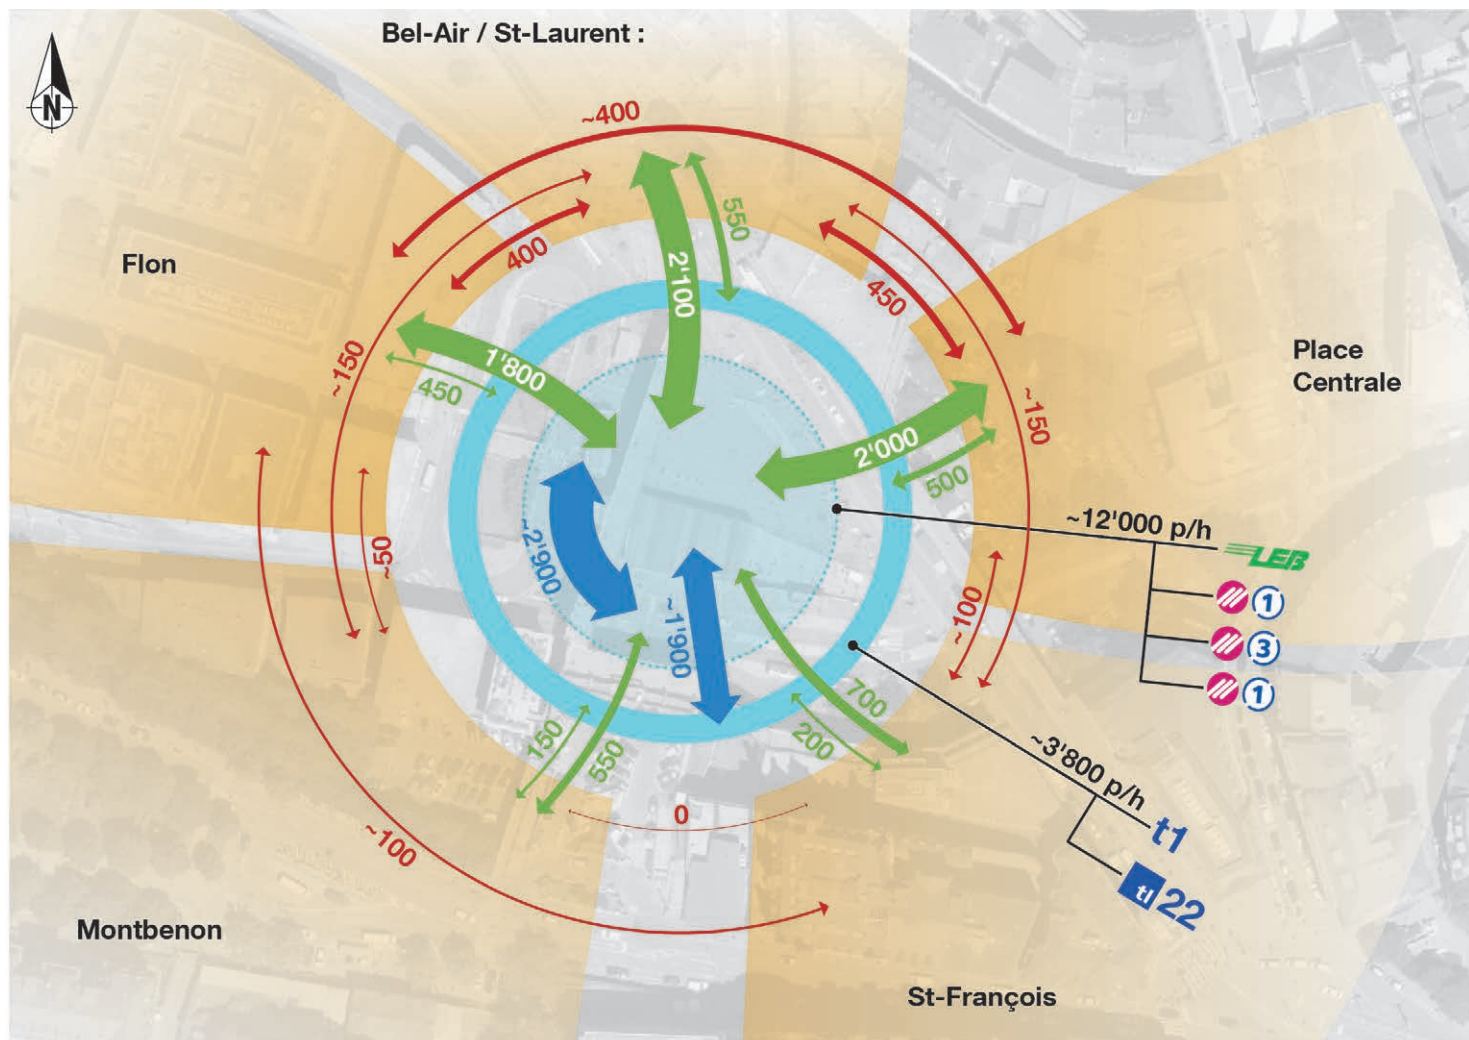 Bel-Air / St-Laurent :
N
~400
550
Flon
400
2'100
450
~150
1'800
450
Place
Centrale
2'000
~150
500
~2'900
~50
~12'000 p/h
LEB
1
3
1
~1'900
~100
700
200
150
550
~3'800 p/h
t1
tl 22
0
~100
Montbenon
St-François